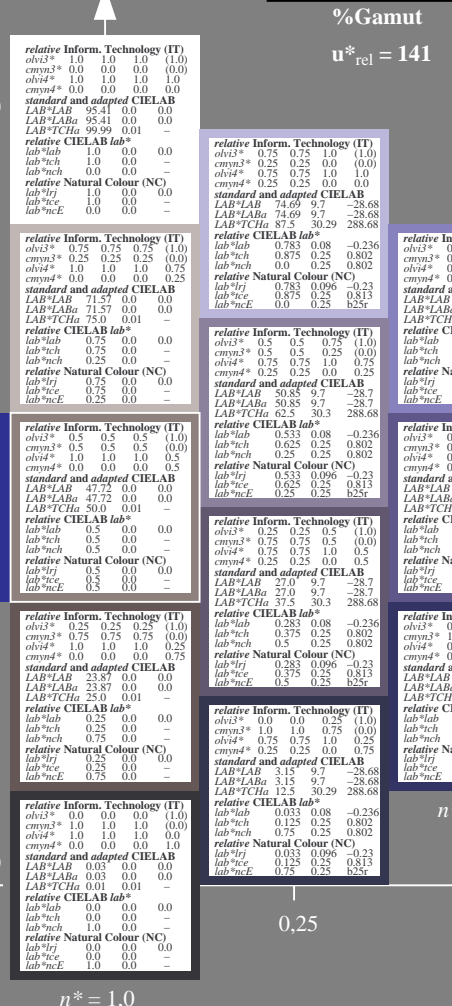 %Gamut
u*rel = 141
relative Inform. Technology (IT)
olvi3* 1.0 1.0 1.0 (1.0)
cmyn3* 0.0 0.0 0.0 (0.0)
olvi4* 1.0 1.0 1.0 1.0
cmyn4* 0.0 0.0 0.0 0.0
standard and adapted CIELAB
LAB*LAB 95.41 0.0 0.0
LAB*LABa 95.41 0.0 0.0
LAB*TCHa 99.99 0.01 –
relative CIELAB lab*
lab*lab 1.0 0.0 0.0
lab*tch 1.0 0.0 –
lab*nch 0.0 0.0 –
relative Natural Colour (NC)
lab*lrj 1.0 0.0 0.0
lab*tce 1.0 0.0 –
lab*ncE 0.0 0.0 –
relative Inform. Technology (IT)
olvi3* 0.75 0.75 0.75 (1.0)
cmyn3* 0.25 0.25 0.25 (0.0)
olvi4* 1.0 1.0 1.0 0.75
cmyn4* 0.0 0.0 0.0 0.25
standard and adapted CIELAB
LAB*LAB 71.57 0.0 0.0
LAB*LABa 71.57 0.0 0.0
LAB*TCHa 75.0 0.01 –
relative CIELAB lab*
lab*lab 0.75 0.0 0.0
lab*tch 0.75 0.0 –
lab*nch 0.25 0.0 –
relative Natural Colour (NC)
lab*lrj 0.75 0.0 0.0
lab*tce 0.75 0.0 –
lab*ncE 0.25 0.0 –
relative Inform. Technology (IT)
olvi3* 0.5 0.5 0.5 (1.0)
cmyn3* 0.5 0.5 0.5 (0.0)
olvi4* 1.0 1.0 1.0 0.5
cmyn4* 0.0 0.0 0.0 0.5
standard and adapted CIELAB
LAB*LAB 47.72 0.0 0.0
LAB*LABa 47.72 0.0 0.0
LAB*TCHa 50.0 0.01 –
relative CIELAB lab*
lab*lab 0.5 0.0 0.0
lab*tch 0.5 0.0 –
lab*nch 0.5 0.0 –
relative Natural Colour (NC)
lab*lrj 0.5 0.0 0.0
lab*tce 0.5 0.0 –
lab*ncE 0.5 0.0 –
relative Inform. Technology (IT)
olvi3* 0.25 0.25 0.25 (1.0)
cmyn3* 0.75 0.75 0.75 (0.0)
olvi4* 1.0 1.0 1.0 0.25
cmyn4* 0.0 0.0 0.0 0.75
standard and adapted CIELAB
LAB*LAB 23.87 0.0 0.0
LAB*LABa 23.87 0.0 0.0
LAB*TCHa 25.0 0.01 –
relative CIELAB lab*
lab*lab 0.25 0.0 0.0
lab*tch 0.25 0.0 –
lab*nch 0.75 0.0 –
relative Natural Colour (NC)
lab*lrj 0.25 0.0 0.0
lab*tce 0.25 0.0 –
lab*ncE 0.75 0.0 –
relative Inform. Technology (IT)
olvi3* 0.0 0.0 0.0 (1.0)
cmyn3* 1.0 1.0 1.0 (0.0)
olvi4* 1.0 1.0 1.0 0.0
cmyn4* 0.0 0.0 0.0 1.0
standard and adapted CIELAB
LAB*LAB 0.03 0.0 0.0
LAB*LABa 0.03 0.0 0.0
LAB*TCHa 0.01 0.01 –
relative CIELAB lab*
lab*lab 0.0 0.0 0.0
lab*tch 0.0 0.0 –
lab*nch 1.0 0.0 –
relative Natural Colour (NC)
lab*lrj 0.0 0.0 0.0
lab*tce 0.0 0.0 –
lab*ncE 1.0 0.0 –
n* = 1,0
relative Inform. Technology (IT)
olvi3* 0.75 0.75 1.0 (1.0)
cmyn3* 0.25 0.25 0.0 (0.0)
olvi4* 0.75 0.75 1.0 1.0
cmyn4* 0.25 0.25 0.0 0.0
standard and adapted CIELAB
LAB*LAB 74.69 9.7 –28.68
LAB*LABa 74.69 9.7 –28.68
LAB*TCHa 87.5 30.29 288.68
relative CIELAB lab*
lab*lab 0.783 0.08 –0.236
lab*tch 0.875 0.25 0.802
lab*nch 0.0 0.25 0.802
relative Natural Colour (NC)
lab*lrj 0.783 0.096 –0.23
lab*tce 0.875 0.25 0.813
lab*ncE 0.0 0.25 b25r
relative Inform. Technology (IT)
olvi3* 0.5 0.5 0.75 (1.0)
cmyn3* 0.5 0.5 0.25 (0.0)
olvi4* 0.75 0.75 1.0 0.75
cmyn4* 0.25 0.25 0.0 0.25
standard and adapted CIELAB
LAB*LAB 50.85 9.7 –28.7
LAB*LABa 50.85 9.7 –28.7
LAB*TCHa 62.5 30.3 288.68
relative CIELAB lab*
lab*lab 0.533 0.08 –0.236
lab*tch 0.625 0.25 0.802
lab*nch 0.25 0.25 0.802
relative Natural Colour (NC)
lab*lrj 0.533 0.096 –0.23
lab*tce 0.625 0.25 0.813
lab*ncE 0.25 0.25 b25r
relative Inform. Technology (IT)
olvi3* 0.25 0.25 0.5 (1.0)
cmyn3* 0.75 0.75 0.5 (0.0)
olvi4* 0.75 0.75 1.0 0.5
cmyn4* 0.25 0.25 0.0 0.5
standard and adapted CIELAB
LAB*LAB 27.0 9.7 –28.7
LAB*LABa 27.0 9.7 –28.7
LAB*TCHa 37.5 30.3 288.68
relative CIELAB lab*
lab*lab 0.283 0.08 –0.236
lab*tch 0.375 0.25 0.802
lab*nch 0.5 0.25 0.802
relative Natural Colour (NC)
lab*lrj 0.283 0.096 –0.23
lab*tce 0.375 0.25 0.813
lab*ncE 0.5 0.25 b25r
relative Inform. Technology (IT)
olvi3* 0.0 0.0 0.25 (1.0)
cmyn3* 1.0 1.0 0.75 (0.0)
olvi4* 0.75 0.75 1.0 0.25
cmyn4* 0.25 0.25 0.0 0.75
standard and adapted CIELAB
LAB*LAB 3.15 9.7 –28.68
LAB*LABa 3.15 9.7 –28.68
LAB*TCHa 12.5 30.29 288.68
relative CIELAB lab*
lab*lab 0.033 0.08 –0.236
lab*tch 0.125 0.25 0.802
lab*nch 0.75 0.25 0.802
relative Natural Colour (NC)
lab*lrj 0.033 0.096 –0.23
lab*tce 0.125 0.25 0.813
lab*ncE 0.75 0.25 b25r
0,25
n